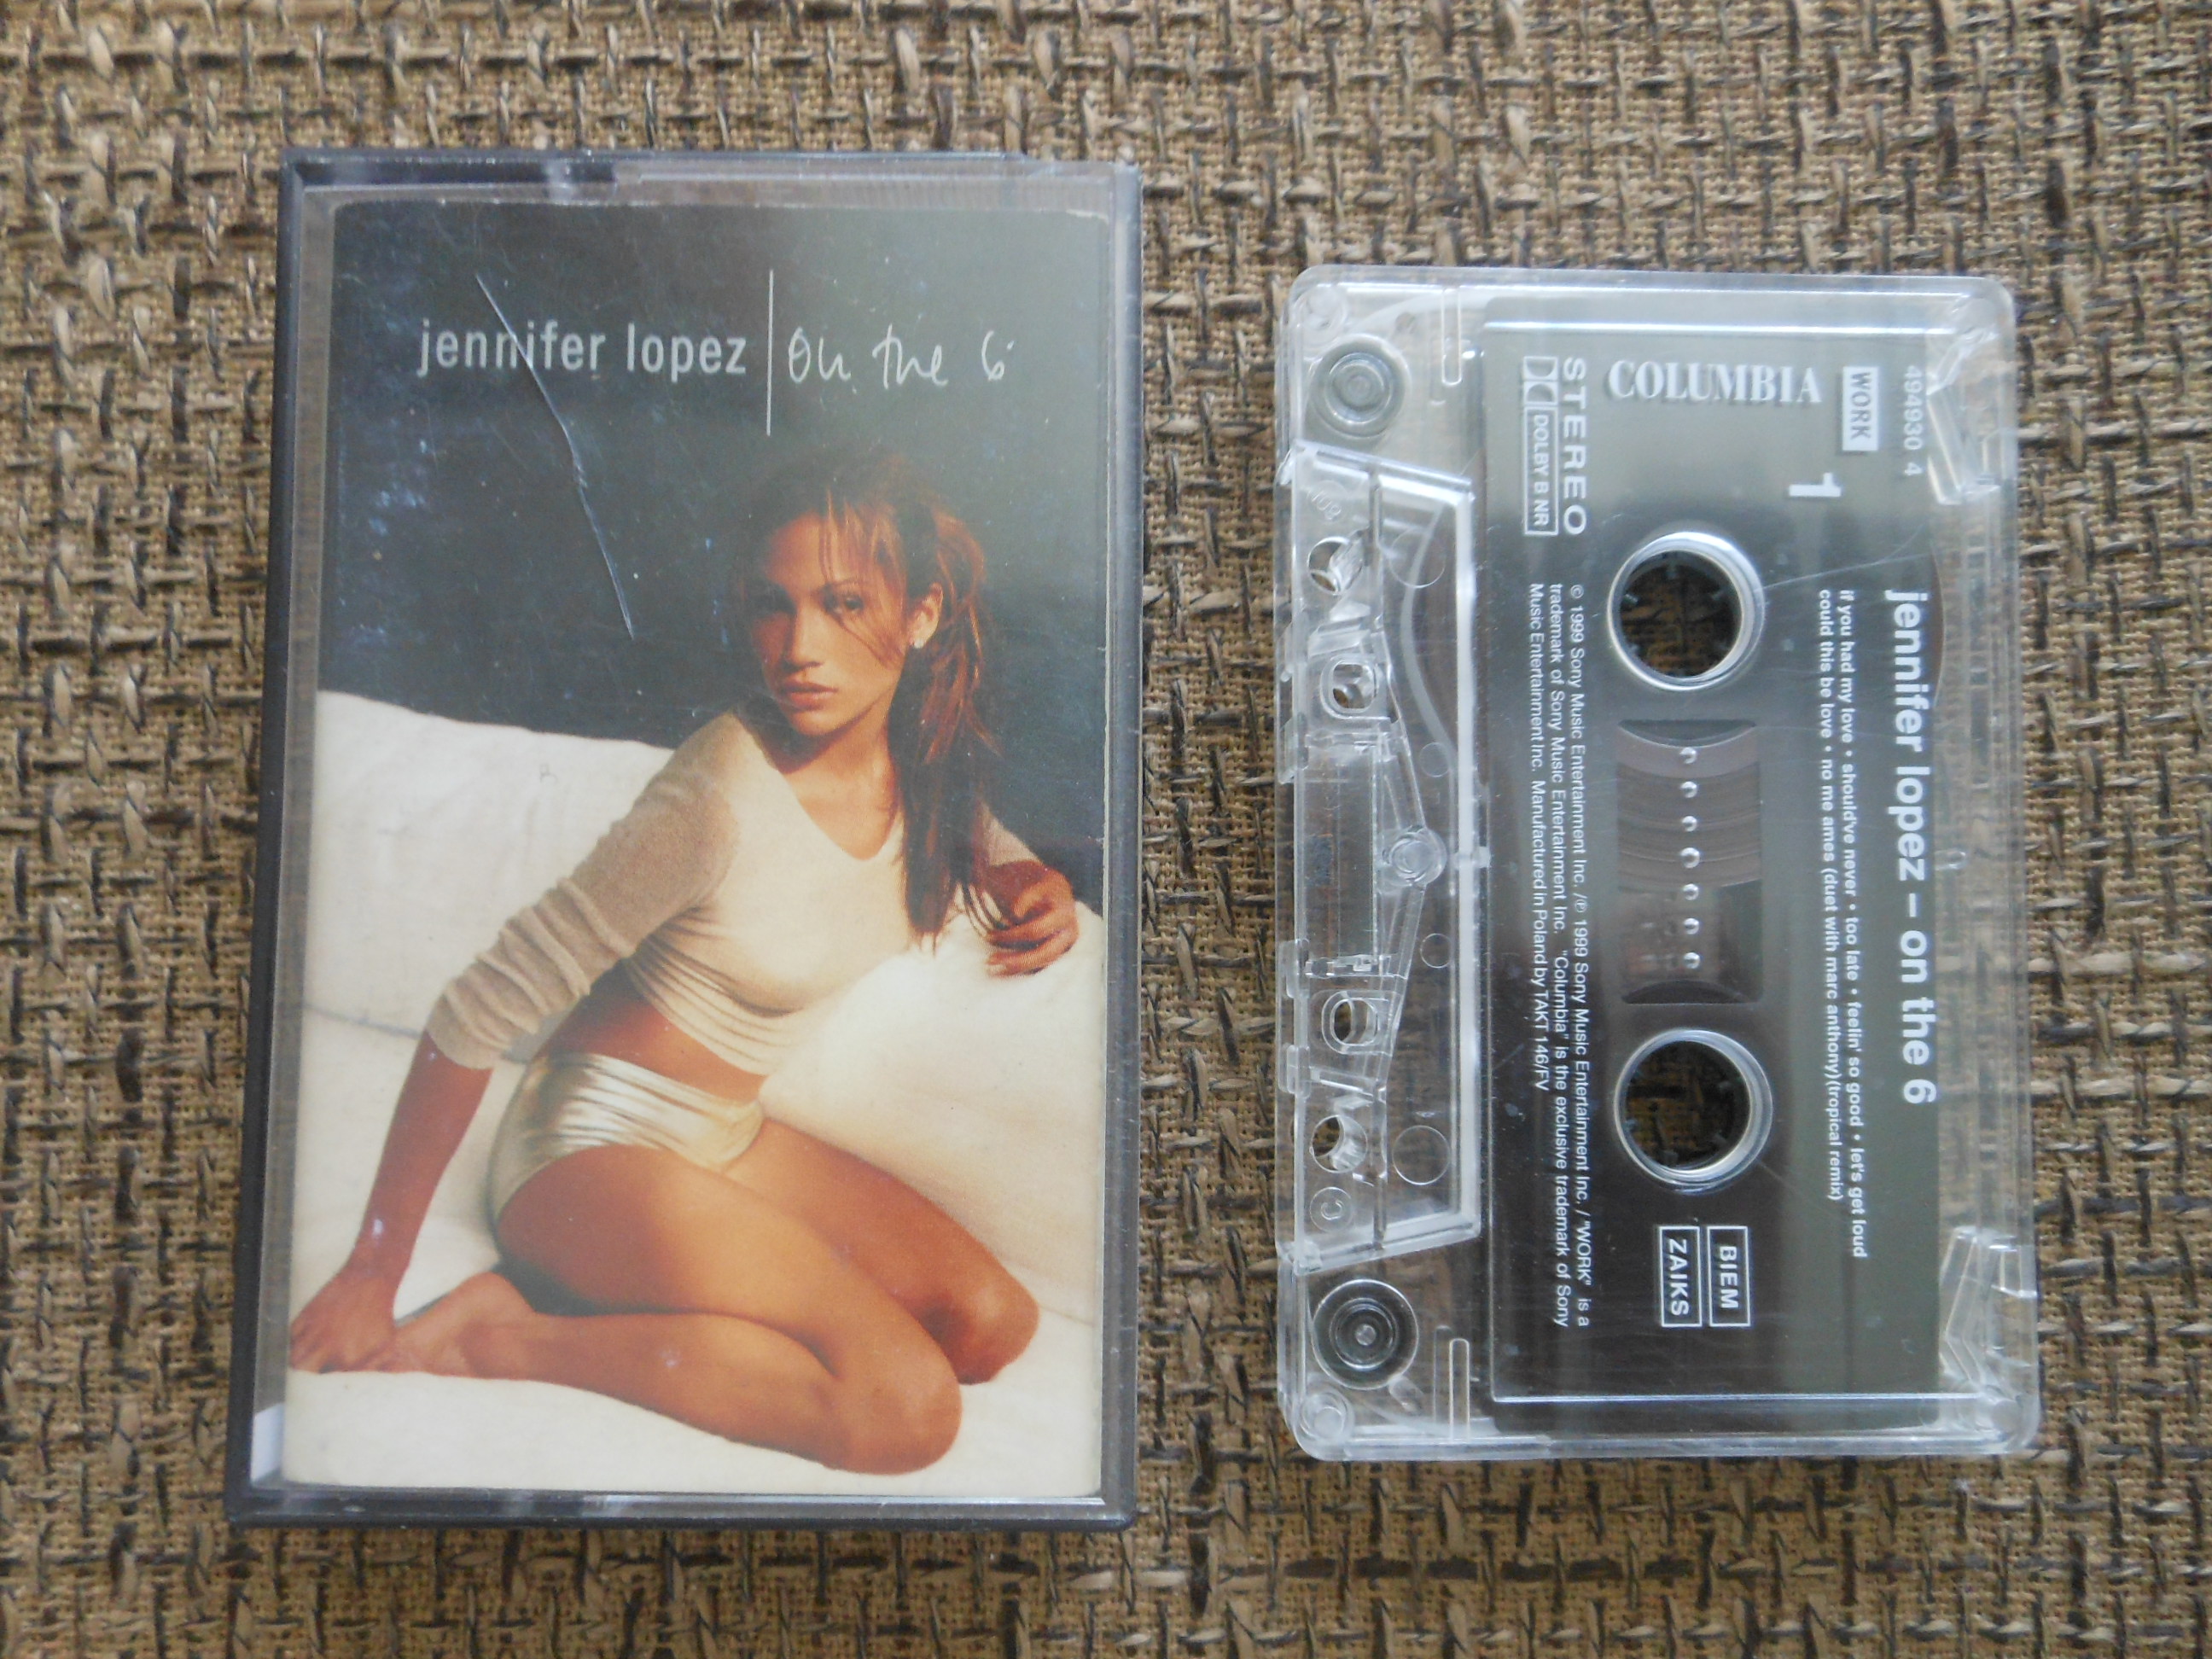 jennifer lopez | on the 6
494930 4
WORK
COLUMBIA
1
STEREO
DOLBY B NR
jennifer lopez – on the 6
if you had my love • should've never • too late • feelin' so good • let's get loud
could this be love • no me ames (duet with marc anthony)(tropical remix)
BIEM
ZAIKS
© 1999 Sony Music Entertainment Inc. / ℗ 1999 Sony Music Entertainment Inc. / "WORK" is a
trademark of Sony Music Entertainment Inc. "Columbia" is the exclusive trademark of Sony
Music Entertainment Inc. Manufactured in Poland by TAKT 146/FV